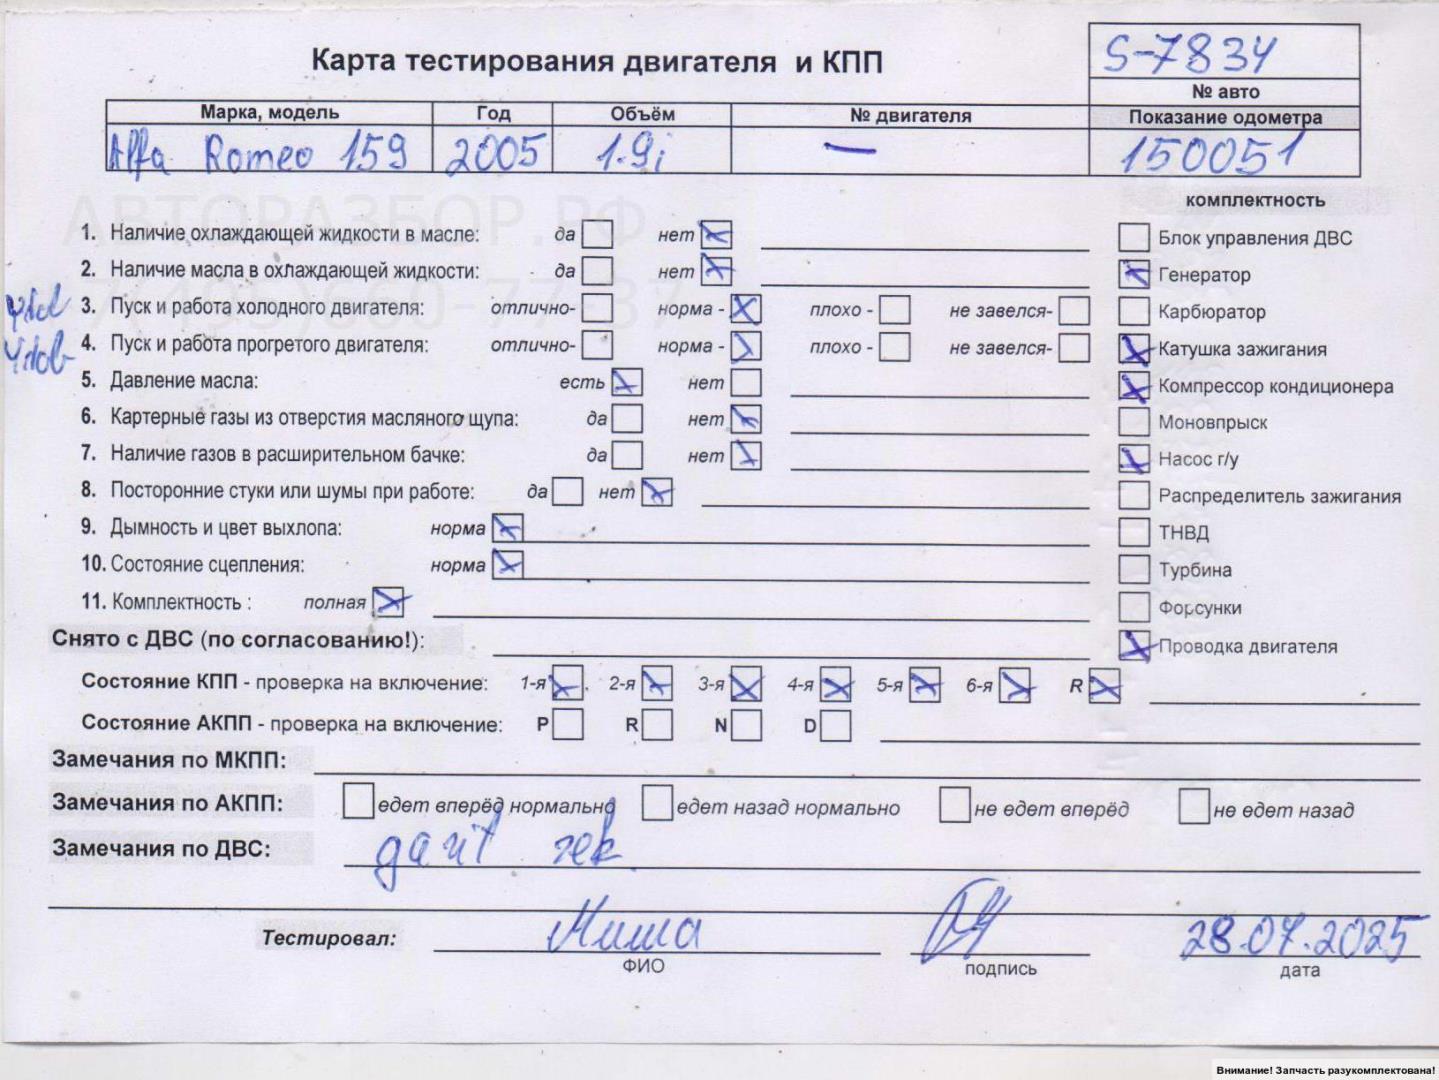 Карта тестирования двигателя и КПП
S-7834
№ авто
Марка, модель Год Объём № двигателя Показание одометра
Alfa Romeo 159 2005 1.9i — 150051
АВТОРАЗБОР.РФ
комплектность
1. Наличие охлаждающей жидкости в масле: да нет Блок управления ДВС
2. Наличие масла в охлаждающей жидкости: да нет Генератор
3. Пуск и работа холодного двигателя: отлично- норма - плохо - не завелся- Карбюратор
4. Пуск и работа прогретого двигателя: отлично- норма - плохо - не завелся- Катушка зажигания
5. Давление масла: есть нет Компрессор кондиционера
6. Картерные газы из отверстия масляного щупа: да нет Моновпрыск
7. Наличие газов в расширительном бачке: да нет Насос г/у
8. Посторонние стуки или шумы при работе: да нет Распределитель зажигания
9. Дымность и цвет выхлопа: норма ТНВД
10. Состояние сцепления: норма Турбина
11. Комплектность : полная Форсунки
Снято с ДВС (по согласованию!): Проводка двигателя
Состояние КПП - проверка на включение: 1-я 2-я 3-я 4-я 5-я 6-я R
Состояние АКПП - проверка на включение: P R N D
Замечания по МКПП:
Замечания по АКПП: едет вперёд нормально едет назад нормально не едет вперёд не едет назад
Замечания по ДВС:
Тестировал: Миша 28.07.2025
ФИО подпись дата
Внимание! Запчасть разукомплектована!